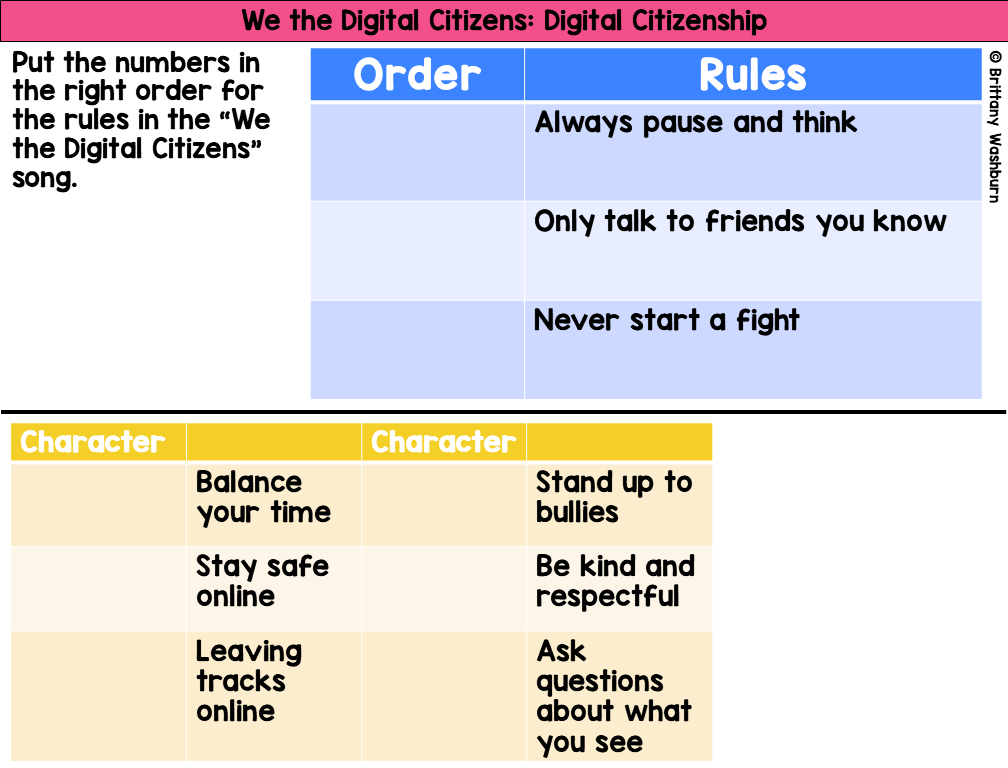 We the Digital Citizens: Digital Citizenship
Put the numbers in
the right order for
the rules in the “We
the Digital Citizens”
song.
Order
Rules
Always pause and think
Only talk to friends you know
Never start a fight
© Brittany Washburn
Character
Character
Balance
your time
Stand up to
bullies
Stay safe
online
Be kind and
respectful
Leaving
tracks
online
Ask
questions
about what
you see